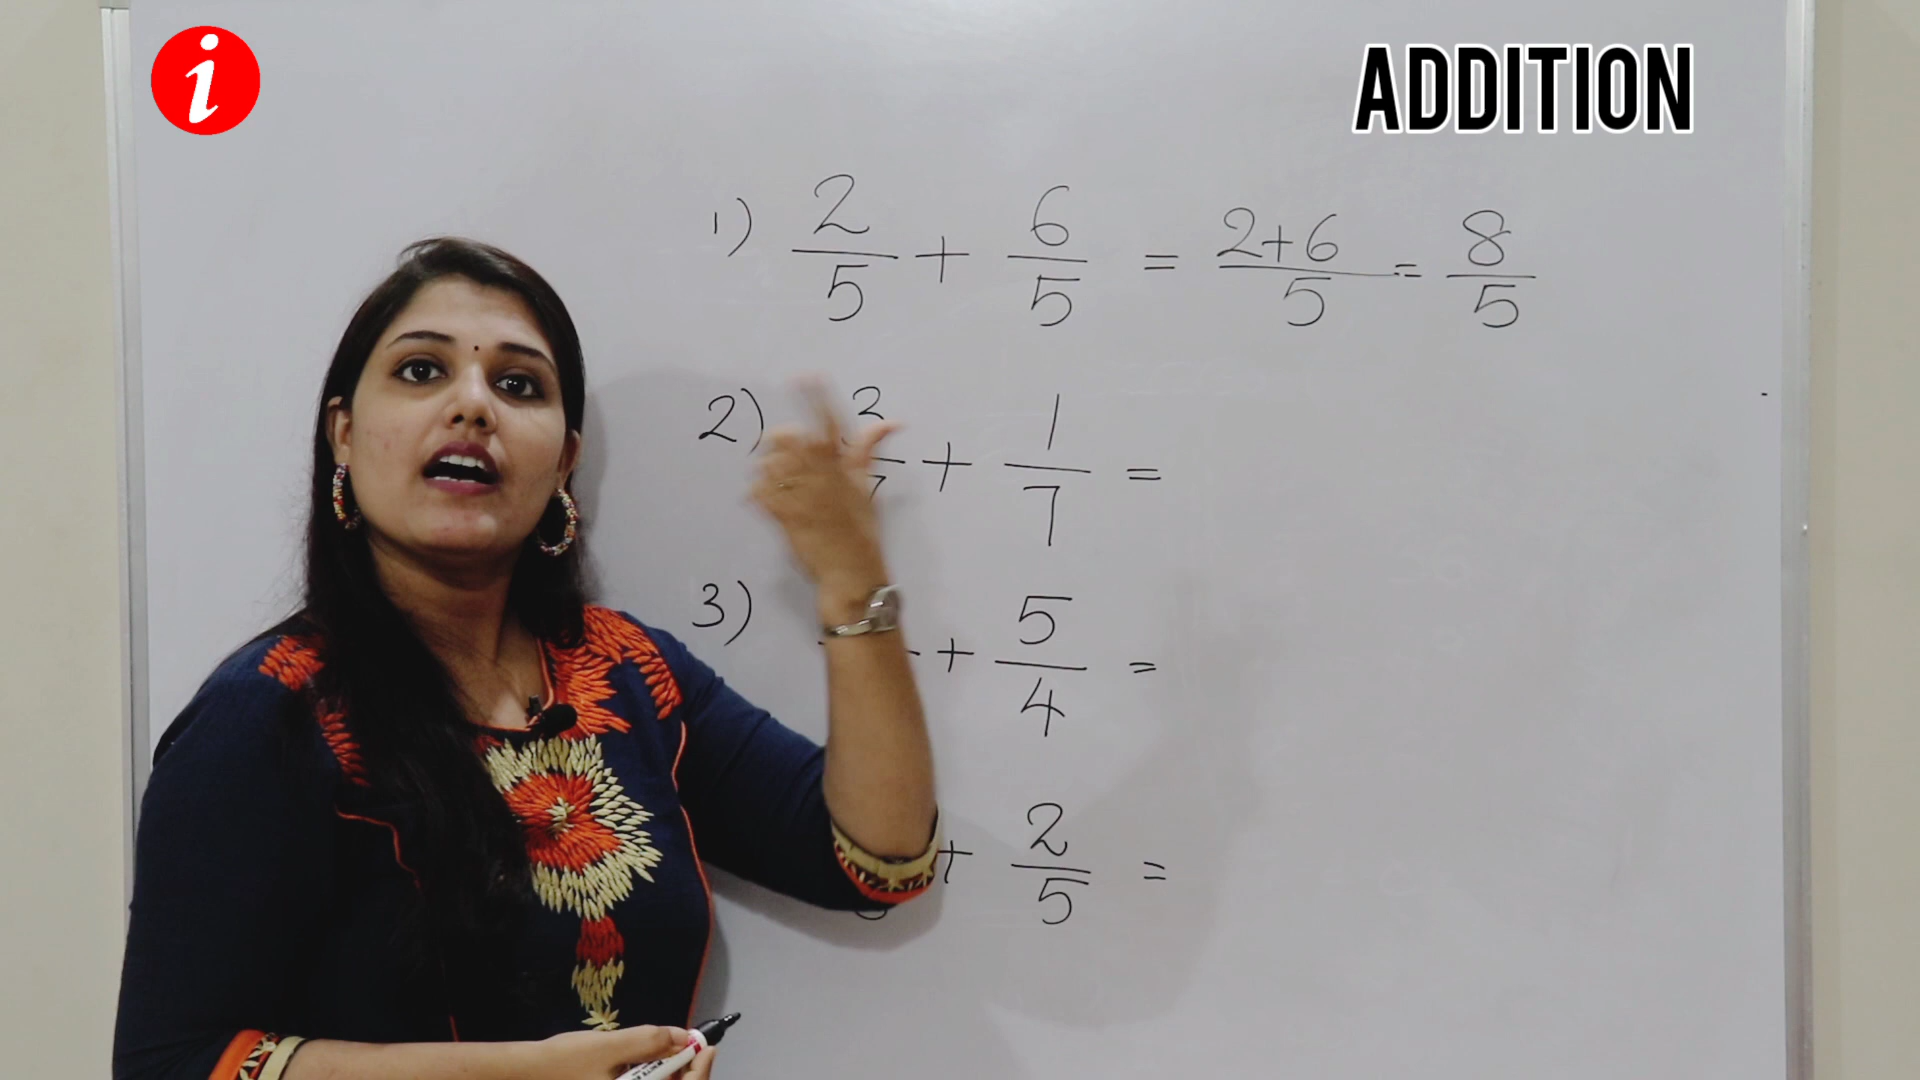 i
ADDITION
1) 2/5 + 6/5 = 2+6/5 = 8/5
2) + 1/7 =
3) + 5/4 =
+ 2/5 =